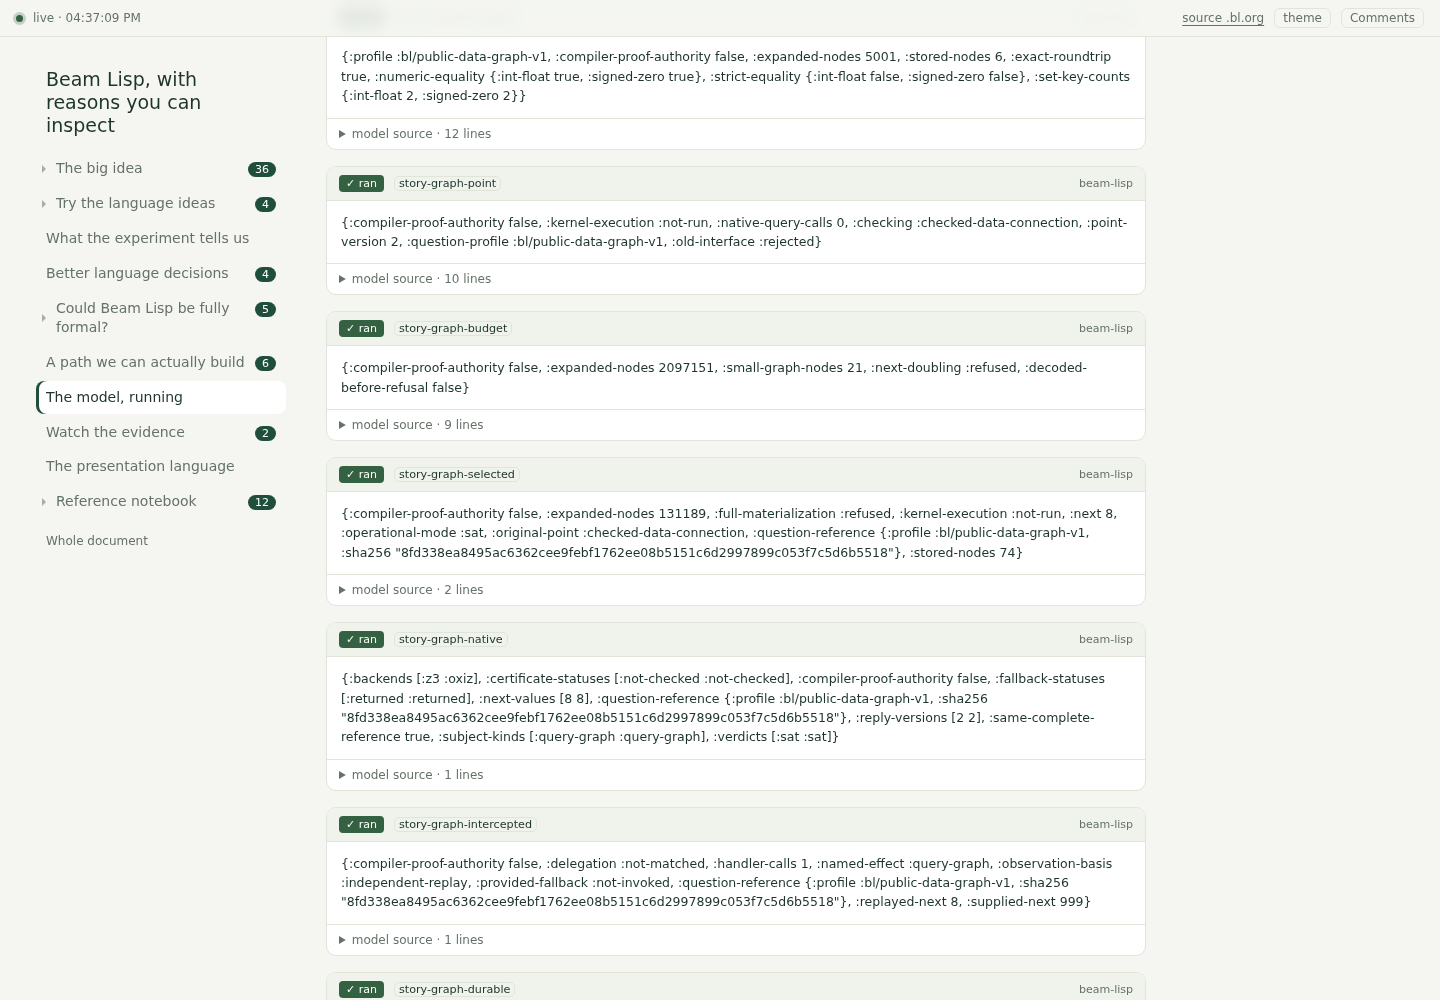 live · 04:37:09 PM
source .bl.org
theme
Comments
Beam Lisp, with
reasons you can
inspect
The big idea 36
Try the language ideas 4
What the experiment tells us
Better language decisions 4
Could Beam Lisp be fully
formal? 5
A path we can actually build 6
The model, running
Watch the evidence 2
The presentation language
Reference notebook 12
Whole document
{:profile :bl/public-data-graph-v1, :compiler-proof-authority false, :expanded-nodes 5001, :stored-nodes 6, :exact-roundtrip
true, :numeric-equality {:int-float true, :signed-zero true}, :strict-equality {:int-float false, :signed-zero false}, :set-key-counts
{:int-float 2, :signed-zero 2}}
model source · 12 lines
✓ ran story-graph-point beam-lisp
{:compiler-proof-authority false, :kernel-execution :not-run, :native-query-calls 0, :checking :checked-data-connection, :point-
version 2, :question-profile :bl/public-data-graph-v1, :old-interface :rejected}
model source · 10 lines
✓ ran story-graph-budget beam-lisp
{:compiler-proof-authority false, :expanded-nodes 2097151, :small-graph-nodes 21, :next-doubling :refused, :decoded-
before-refusal false}
model source · 9 lines
✓ ran story-graph-selected beam-lisp
{:compiler-proof-authority false, :expanded-nodes 131189, :full-materialization :refused, :kernel-execution :not-run, :next 8,
:operational-mode :sat, :original-point :checked-data-connection, :question-reference {:profile :bl/public-data-graph-v1,
:sha256 "8fd338ea8495ac6362cee9febf1762ee08b5151c6d2997899c053f7c5d6b5518"}, :stored-nodes 74}
model source · 2 lines
✓ ran story-graph-native beam-lisp
{:backends [:z3 :oxiz], :certificate-statuses [:not-checked :not-checked], :compiler-proof-authority false, :fallback-statuses
[:returned :returned], :next-values [8 8], :question-reference {:profile :bl/public-data-graph-v1, :sha256
"8fd338ea8495ac6362cee9febf1762ee08b5151c6d2997899c053f7c5d6b5518"}, :reply-versions [2 2], :same-complete-
reference true, :subject-kinds [:query-graph :query-graph], :verdicts [:sat :sat]}
model source · 1 lines
✓ ran story-graph-intercepted beam-lisp
{:compiler-proof-authority false, :delegation :not-matched, :handler-calls 1, :named-effect :query-graph, :observation-basis
:independent-replay, :provided-fallback :not-invoked, :question-reference {:profile :bl/public-data-graph-v1, :sha256
"8fd338ea8495ac6362cee9febf1762ee08b5151c6d2997899c053f7c5d6b5518"}, :replayed-next 8, :supplied-next 999}
model source · 1 lines
✓ ran story-graph-durable beam-lisp